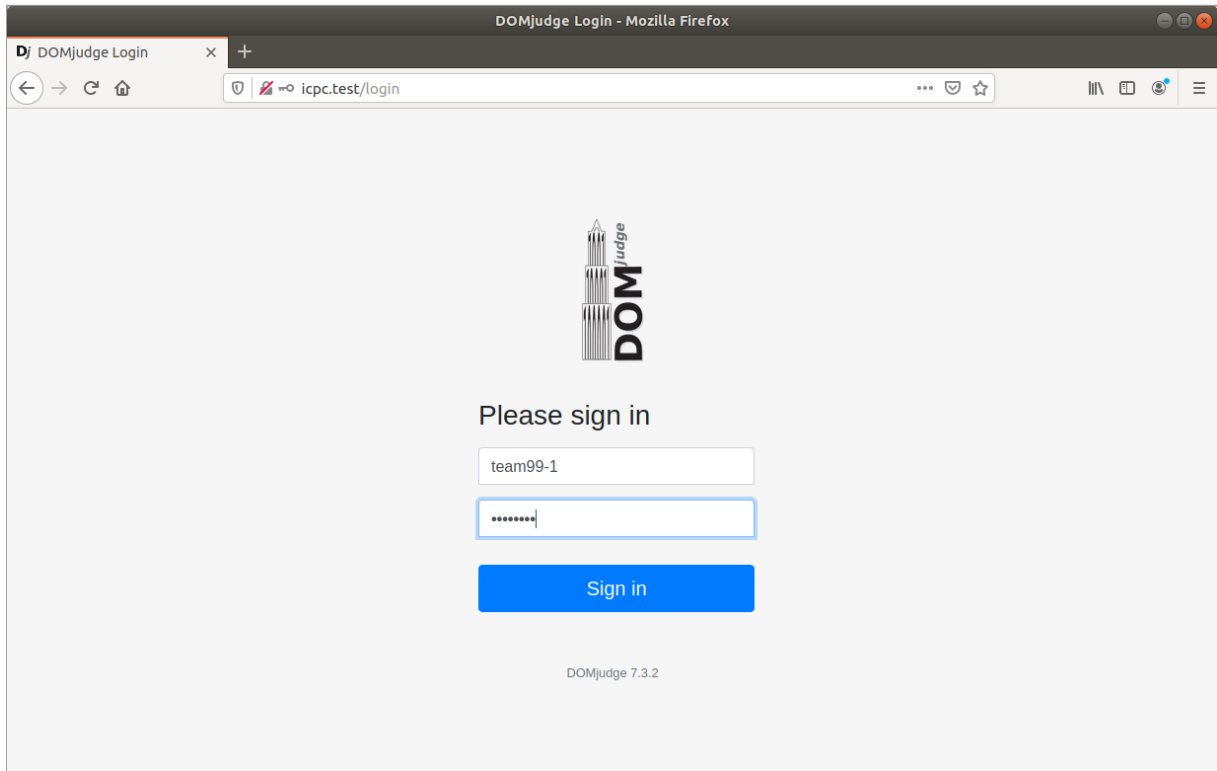 DOMjudge Login - Mozilla Firefox
Dj DOMjudge Login
icpc.test/login
DOMjudge
Please sign in
team99-1
••••••••
Sign in
DOMjudge 7.3.2